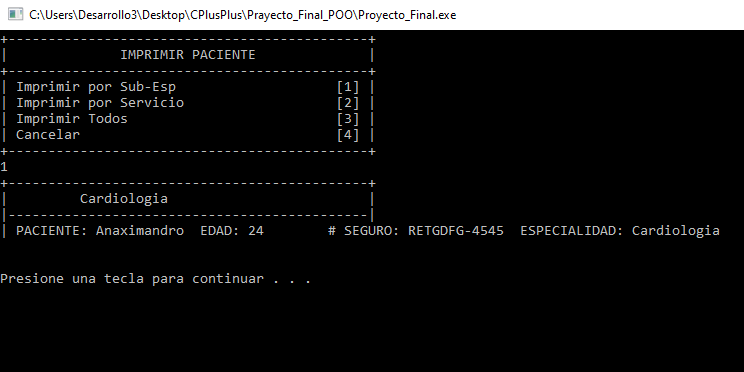 C:\Users\Desarrollo3\Desktop\CPlusPlus\Prayecto_Final_POO\Proyecto_Final.exe
+---------------------------------------------+
|              IMPRIMIR PACIENTE              |
+---------------------------------------------+
| Imprimir por Sub-Esp                    [1] |
| Imprimir por Servicio                   [2] |
| Imprimir Todos                          [3] |
| Cancelar                                [4] |
+---------------------------------------------+
1
+---------------------------------------------+
|         Cardiologia                         |
|---------------------------------------------|
| PACIENTE: Anaximandro  EDAD: 24        # SEGURO: RETGDFG-4545  ESPECIALIDAD: Cardiologia
Presione una tecla para continuar . . .